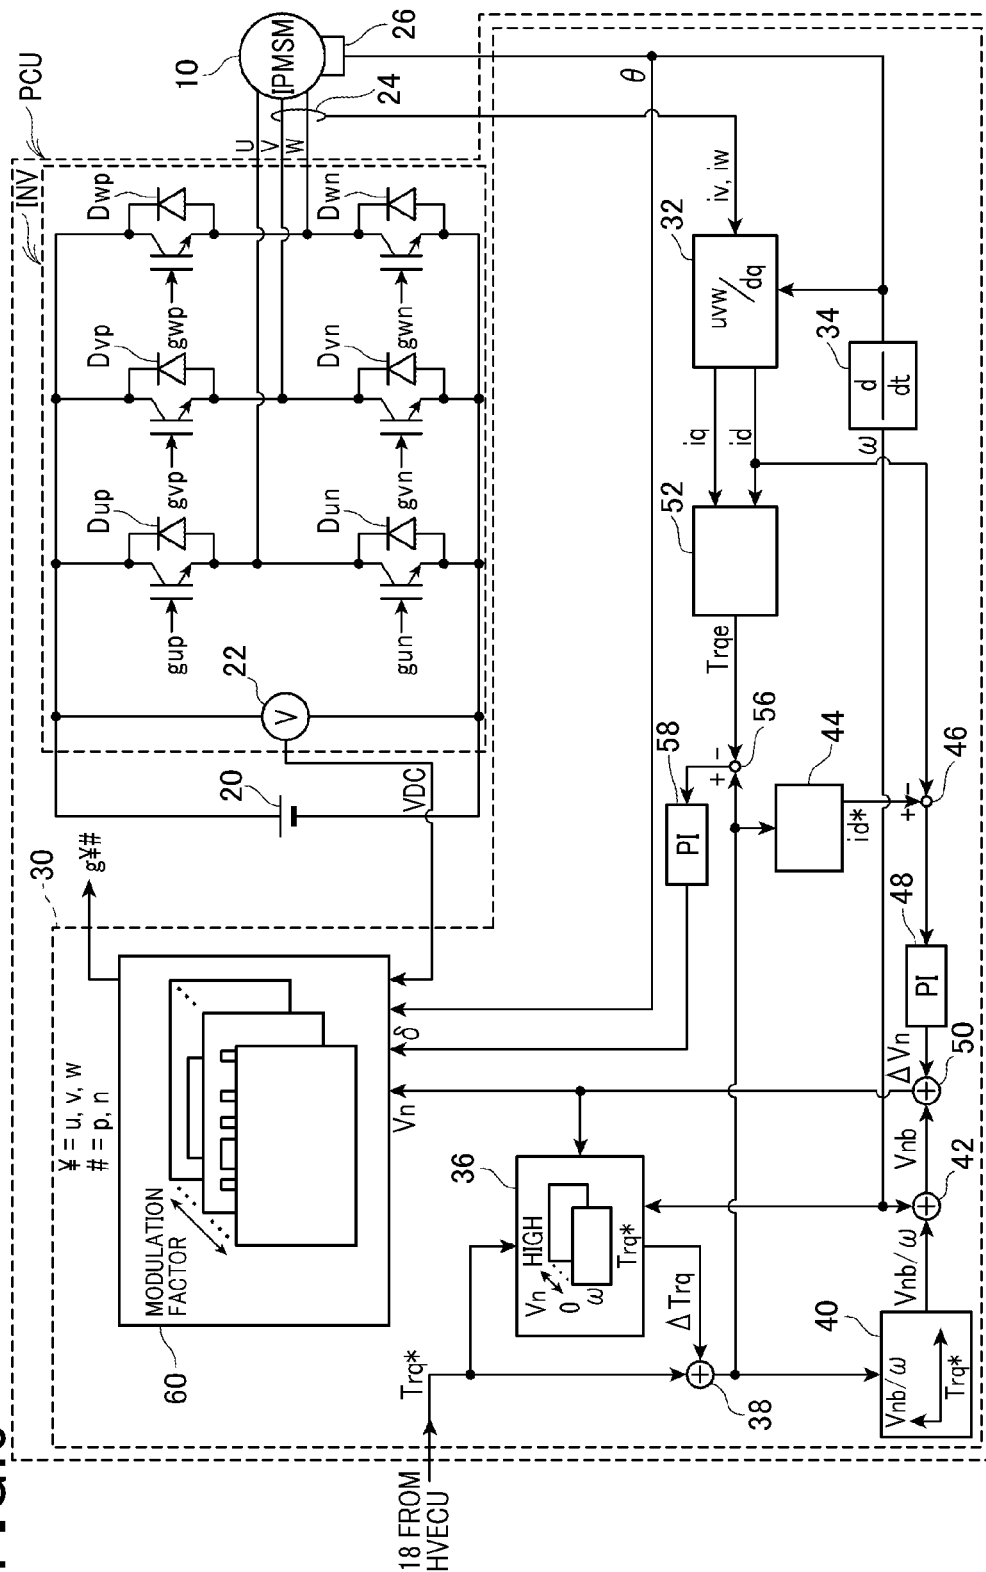 PCU
INV
10
IPMSM
26
24
U
V
W
Dwp
Dvp
Dup
gwp
gvp
gup
Dwn
Dvn
Dun
gwn
gvn
gun
22
V
20
VDC
30
g¥#
¥ = u, v, w
# = p, n
MODULATION
FACTOR
60
Vn
δ
θ
iv, iw
32
uvw/dq
34
d
dt
ω
iq
id
52
Trqe
56
+
-
58
PI
44
id*
46
+
-
48
PI
ΔVn
50
Vnb
42
Vnb/ω
40
Vnb/ω
Trq*
36
HIGH
Vn
0
ω
Trq*
ΔTrq
38
Trq*
18 FROM
HVECU